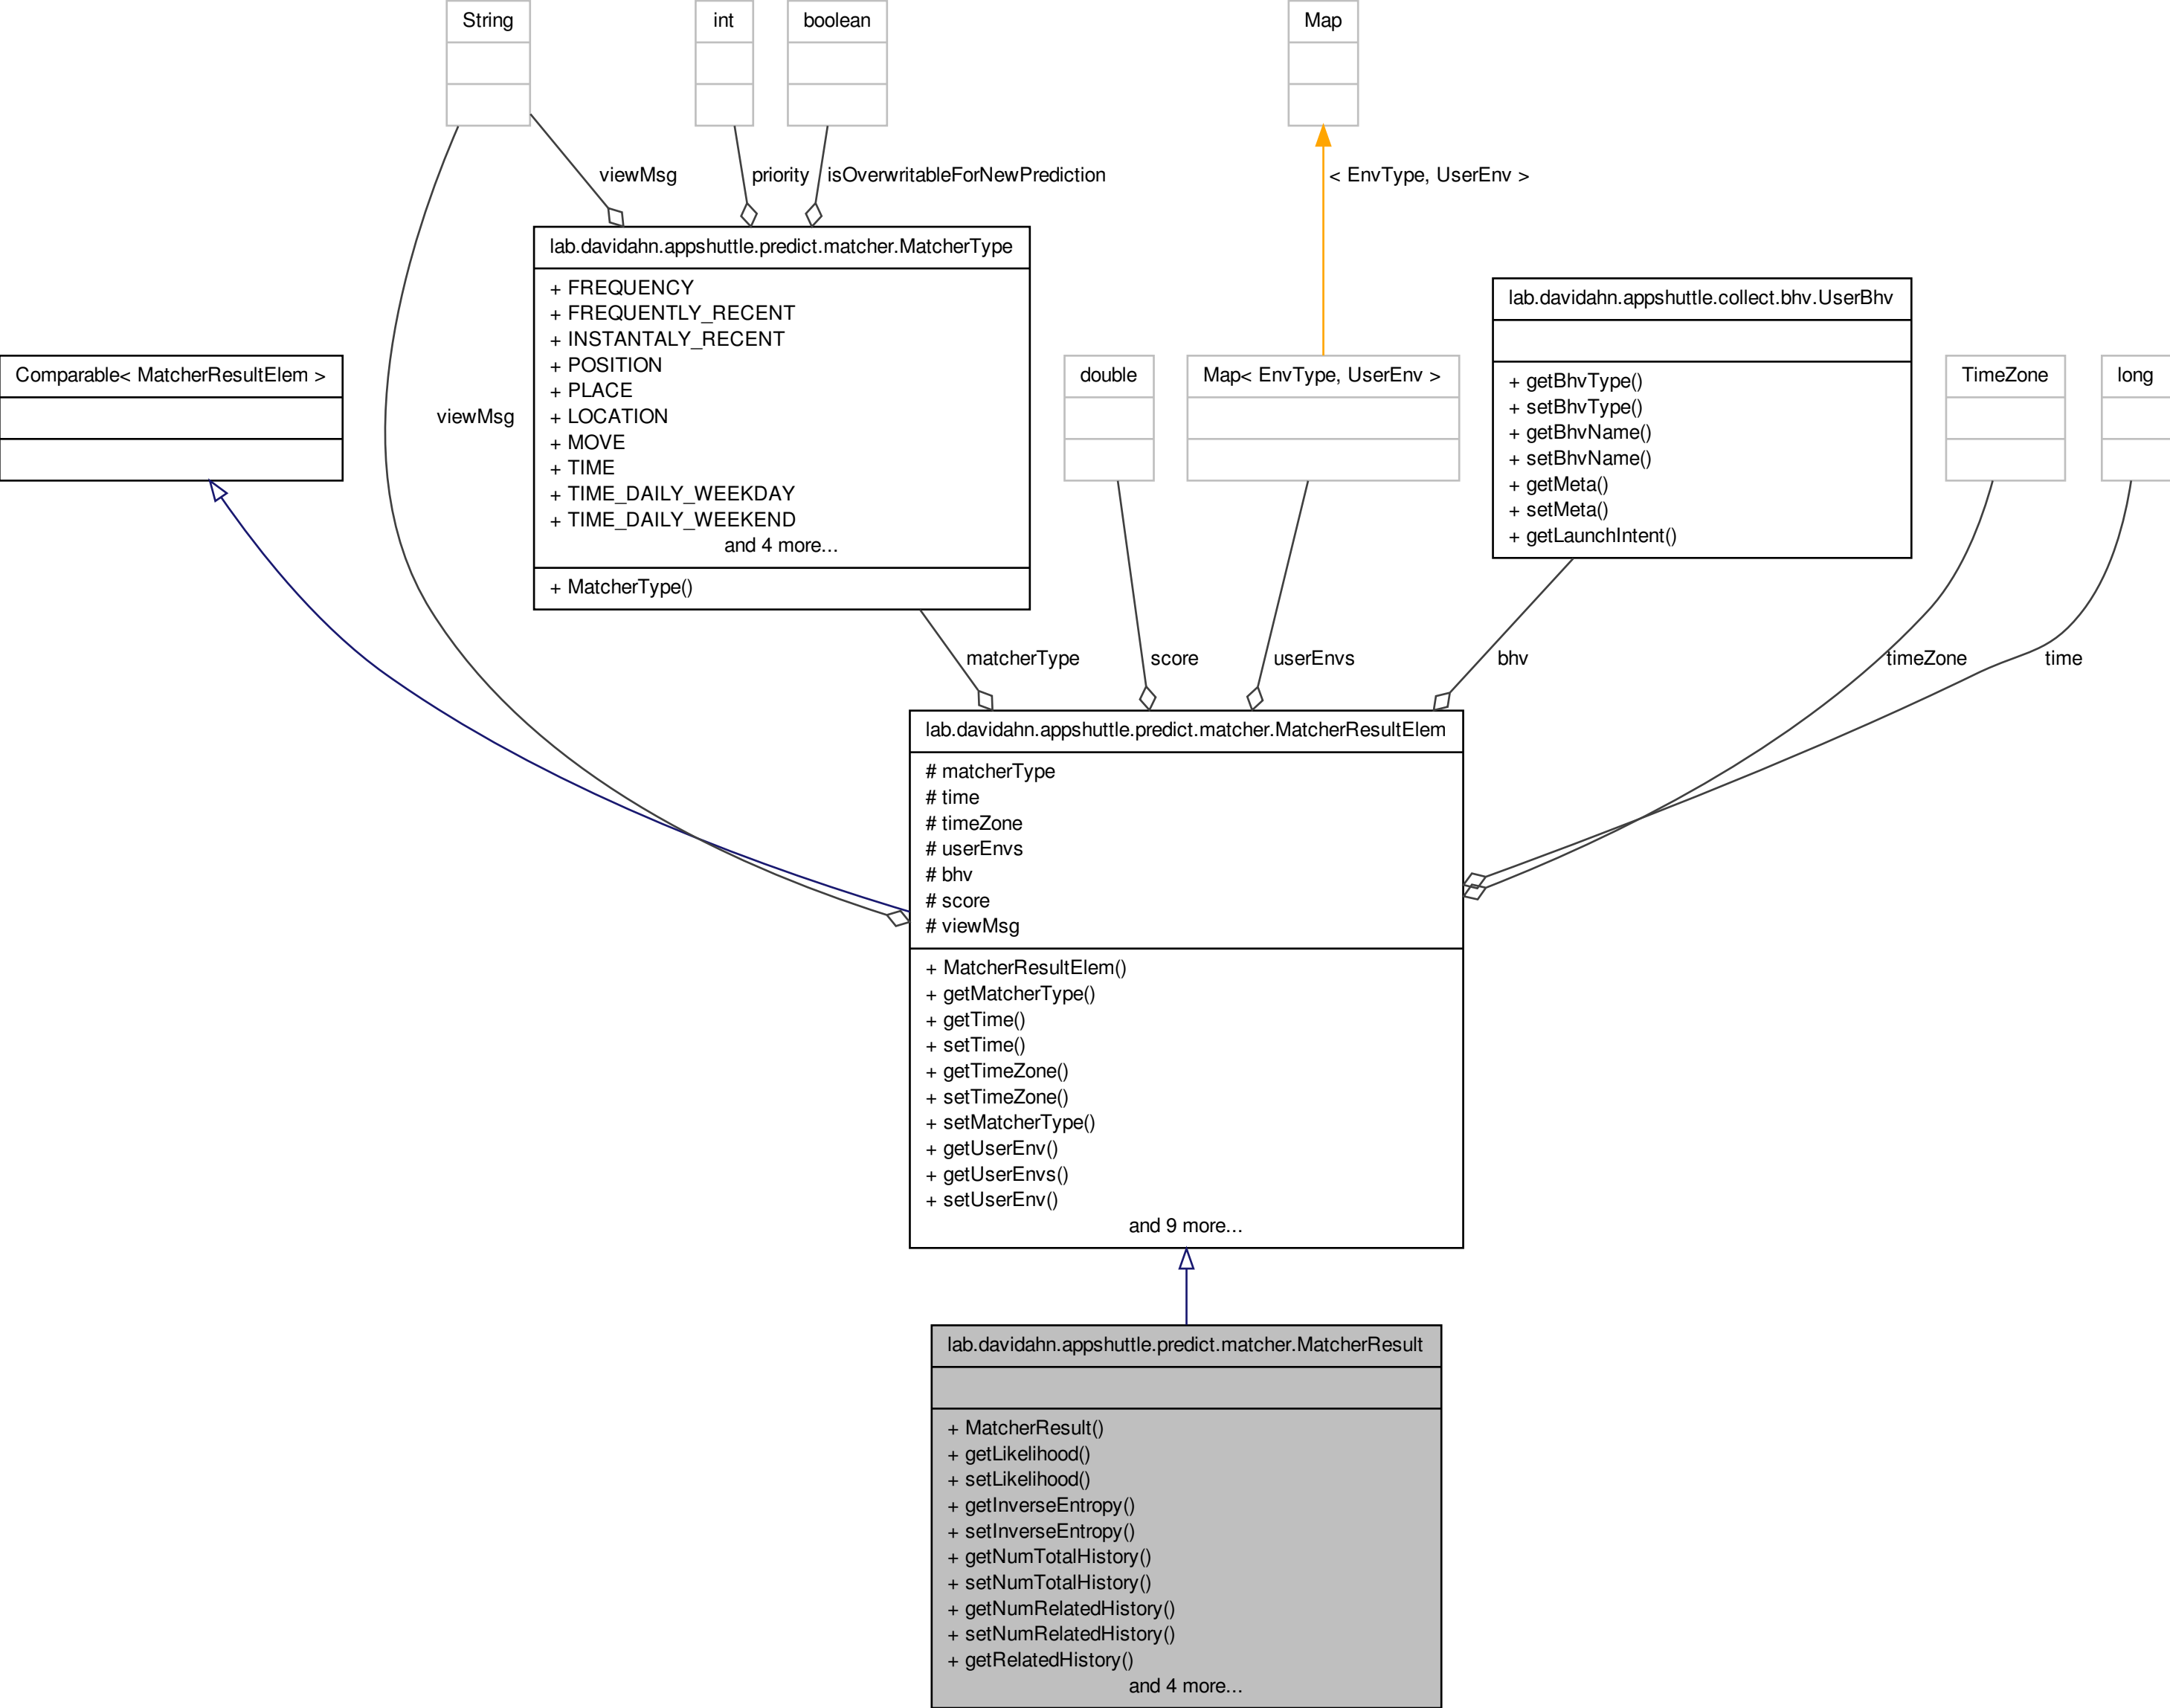 String
int
boolean
Map
viewMsg
priority
isOverwritableForNewPrediction
< EnvType, UserEnv >
lab.davidahn.appshuttle.predict.matcher.MatcherType
+ FREQUENCY
+ FREQUENTLY_RECENT
+ INSTANTALY_RECENT
+ POSITION
+ PLACE
+ LOCATION
+ MOVE
+ TIME
+ TIME_DAILY_WEEKDAY
+ TIME_DAILY_WEEKEND
and 4 more...
+ MatcherType()
lab.davidahn.appshuttle.collect.bhv.UserBhv
+ getBhvType()
+ setBhvType()
+ getBhvName()
+ setBhvName()
+ getMeta()
+ setMeta()
+ getLaunchIntent()
Comparable< MatcherResultElem >
viewMsg
double
Map< EnvType, UserEnv >
TimeZone
long
matcherType
score
userEnvs
bhv
timeZone
time
lab.davidahn.appshuttle.predict.matcher.MatcherResultElem
# matcherType
# time
# timeZone
# userEnvs
# bhv
# score
# viewMsg
+ MatcherResultElem()
+ getMatcherType()
+ getTime()
+ setTime()
+ getTimeZone()
+ setTimeZone()
+ setMatcherType()
+ getUserEnv()
+ getUserEnvs()
+ setUserEnv()
and 9 more...
lab.davidahn.appshuttle.predict.matcher.MatcherResult
+ MatcherResult()
+ getLikelihood()
+ setLikelihood()
+ getInverseEntropy()
+ setInverseEntropy()
+ getNumTotalHistory()
+ setNumTotalHistory()
+ getNumRelatedHistory()
+ setNumRelatedHistory()
+ getRelatedHistory()
and 4 more...